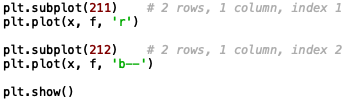 plt.subplot(211)    # 2 rows, 1 column, index 1
plt.plot(x, f, 'r')
plt.subplot(212)    # 2 rows, 1 column, index 2
plt.plot(x, f, 'b--')
plt.show()